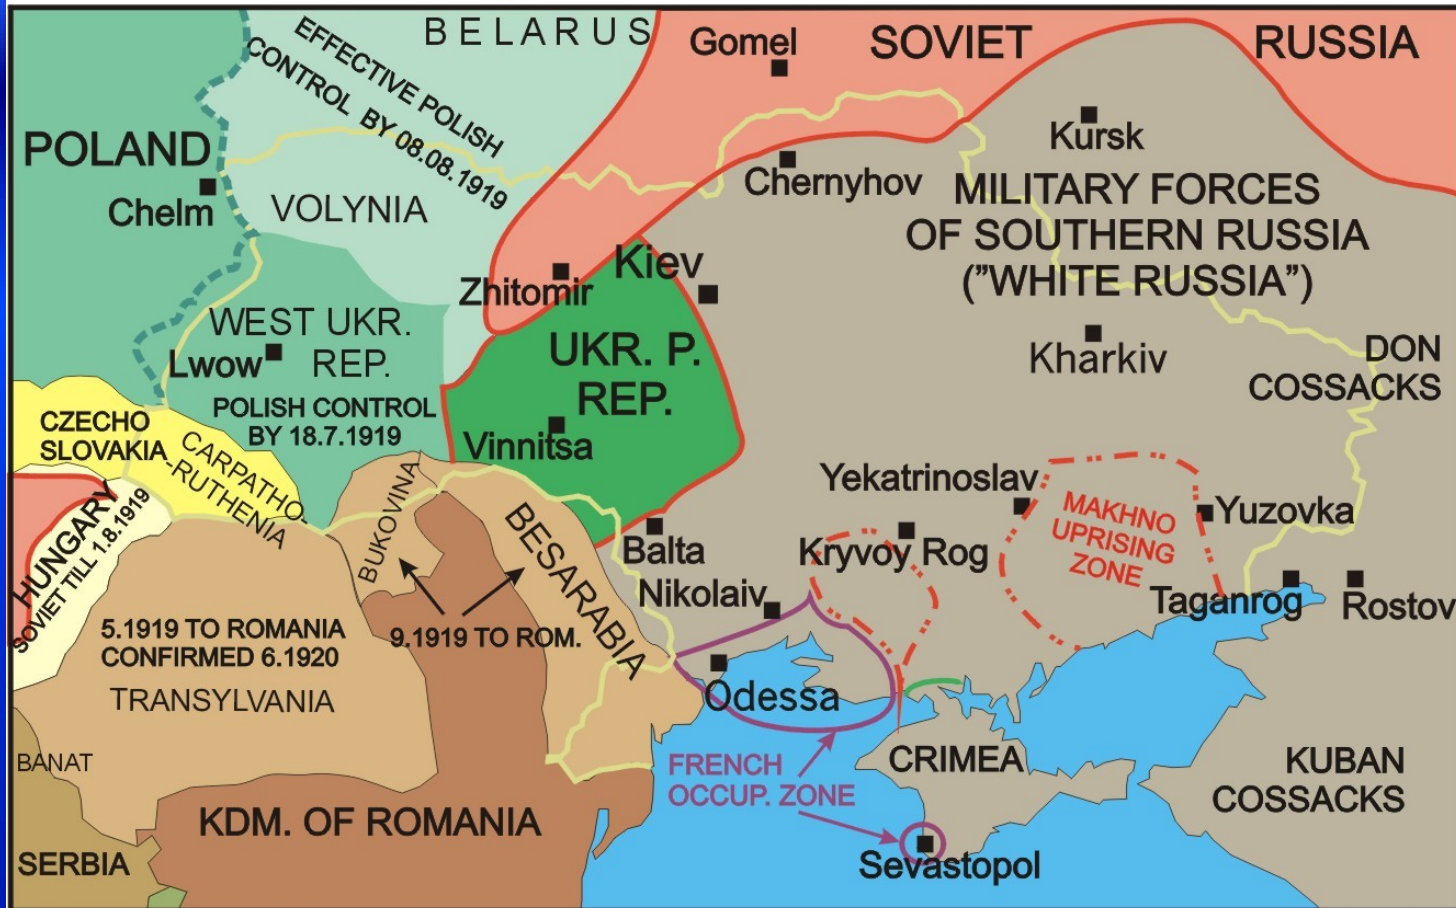 BELARUS
EFFECTIVE POLISH
CONTROL BY 08.08.1919
Gomel
SOVIET RUSSIA
POLAND
Chelm
VOLYNIA
Chernyhov
Kursk
MILITARY FORCES
OF SOUTHERN RUSSIA
("WHITE RUSSIA")
Zhitomir
Kiev
WEST UKR.
REP.
Lwow
POLISH CONTROL
BY 18.7.1919
UKR. P.
REP.
Vinnitsa
Kharkiv
DON
COSSACKS
CZECHO
SLOVAKIA
CARPATHO-
-RUTHENIA
HUNGARY
SOVIET TILL 1.8.1919
BUKOVINA
BESARABIA
Balta
Nikolaiv
Kryvoy Rog
Yekatrinoslav
MAKHNO
UPRISING
ZONE
Yuzovka
Taganrog
Rostov
5.1919 TO ROMANIA
CONFIRMED 6.1920
9.1919 TO ROM.
TRANSYLVANIA
Odessa
BANAT
FRENCH
OCCUP. ZONE
CRIMEA
KUBAN
COSSACKS
KDM. OF ROMANIA
SERBIA
Sevastopol